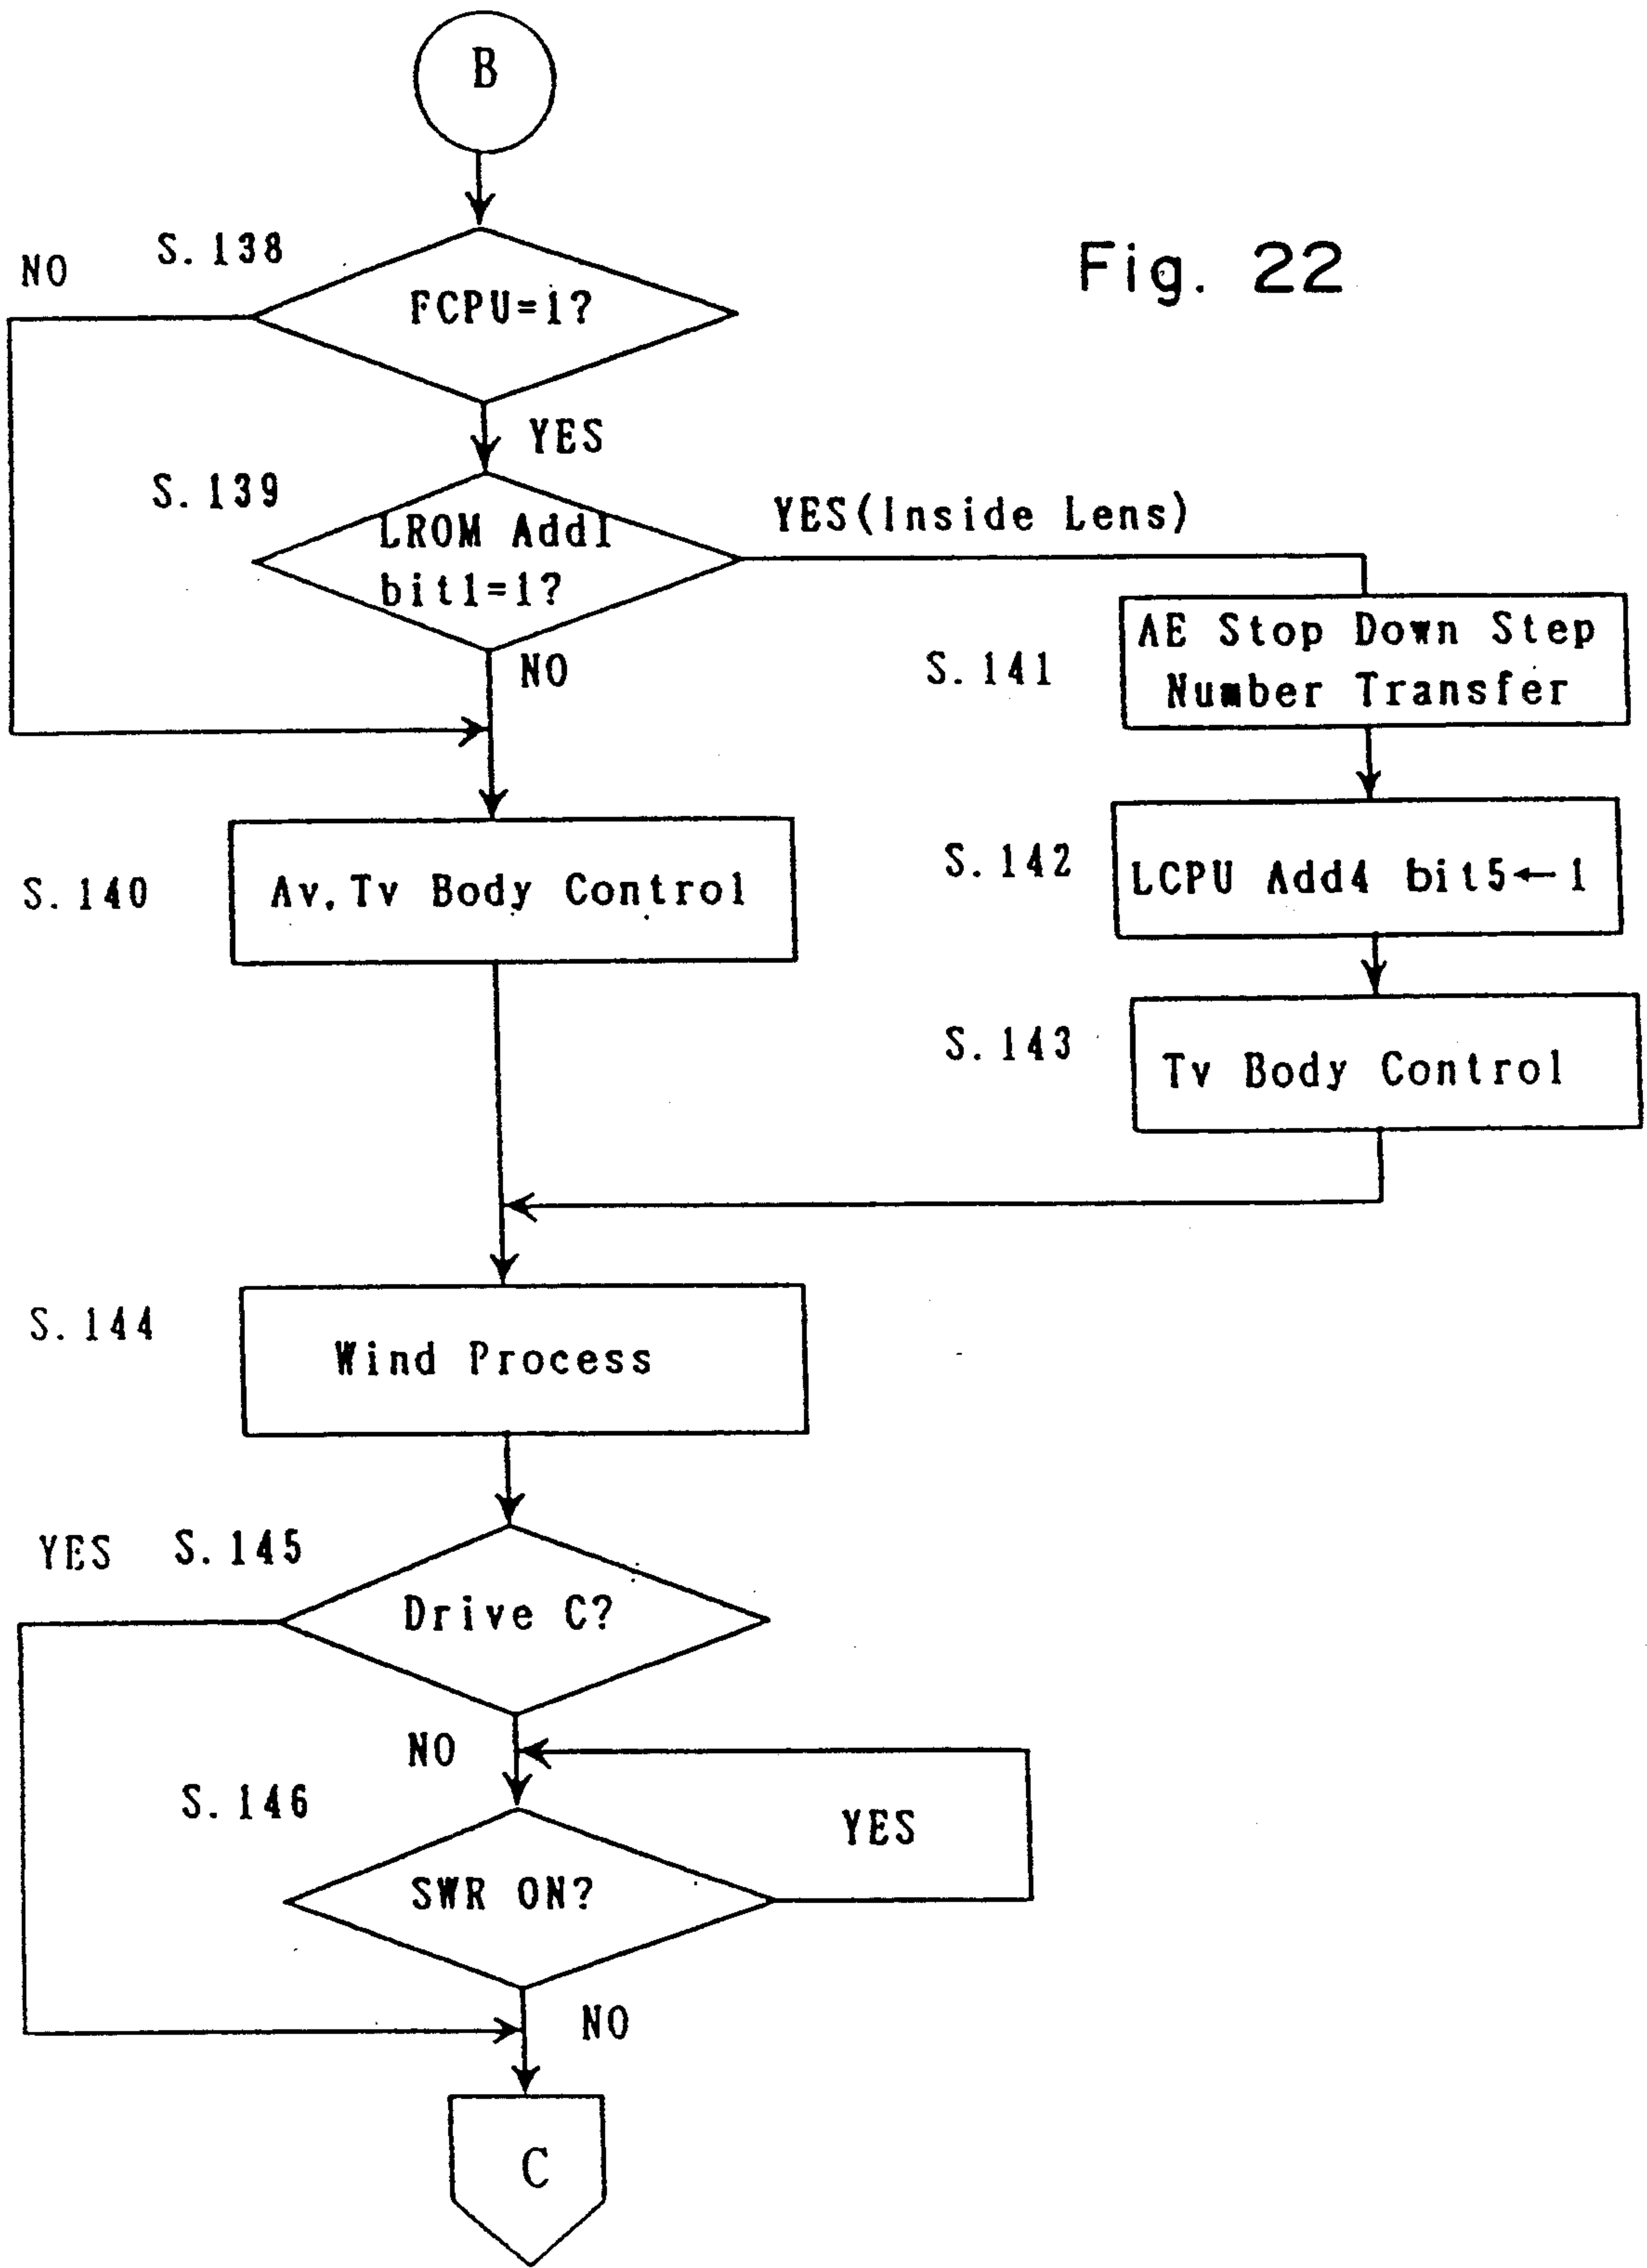 B
Fig. 22
NO
S.138
FCPU=1?
YES
S.139
LROM Add1
bit1=1?
YES(Inside Lens)
NO
S.141
AE Stop Down Step
Number Transfer
S.140
Av.Tv Body Control
S.142
LCPU Add4 bit5←1
S.143
Tv Body Control
S.144
Wind Process
YES
S.145
Drive C?
NO
S.146
YES
SWR ON?
NO
C